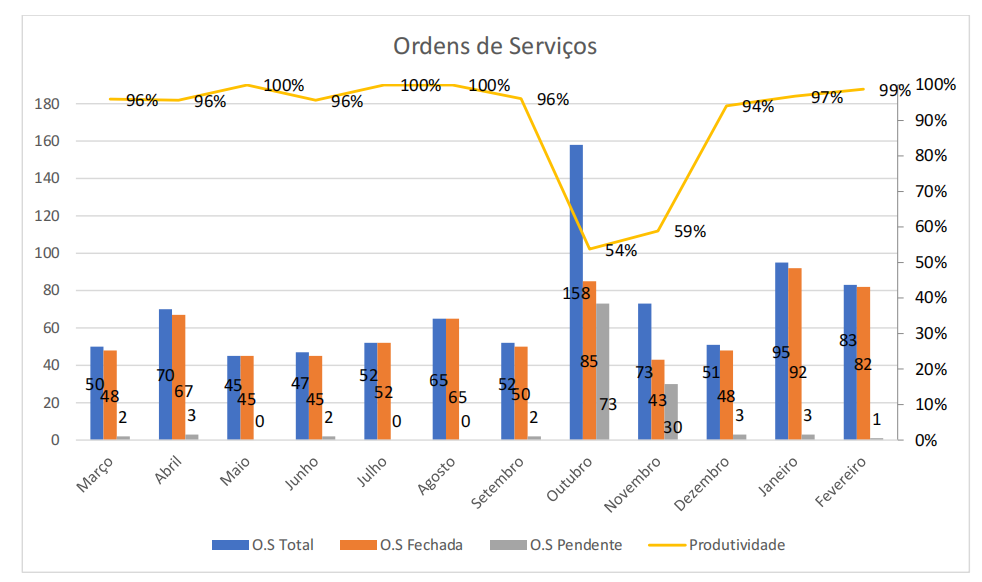 Ordens de Serviços
180
160
140
120
100
80
60
40
20
0
100%
90%
80%
70%
60%
50%
40%
30%
20%
10%
0%
96% 96% 100% 96% 100% 100% 96% 54% 59% 94% 97% 99%
50 48 2
70 67 3
45 45 0
47 45 2
52 52 0
65 65 0
52 50 2
158 85 73
73 43 30
51 48 3
95 92 3
83 82 1
Março Abril Maio Junho Julho Agosto Setembro Outubro Novembro Dezembro Janeiro Fevereiro
O.S Total O.S Fechada O.S Pendente Produtividade